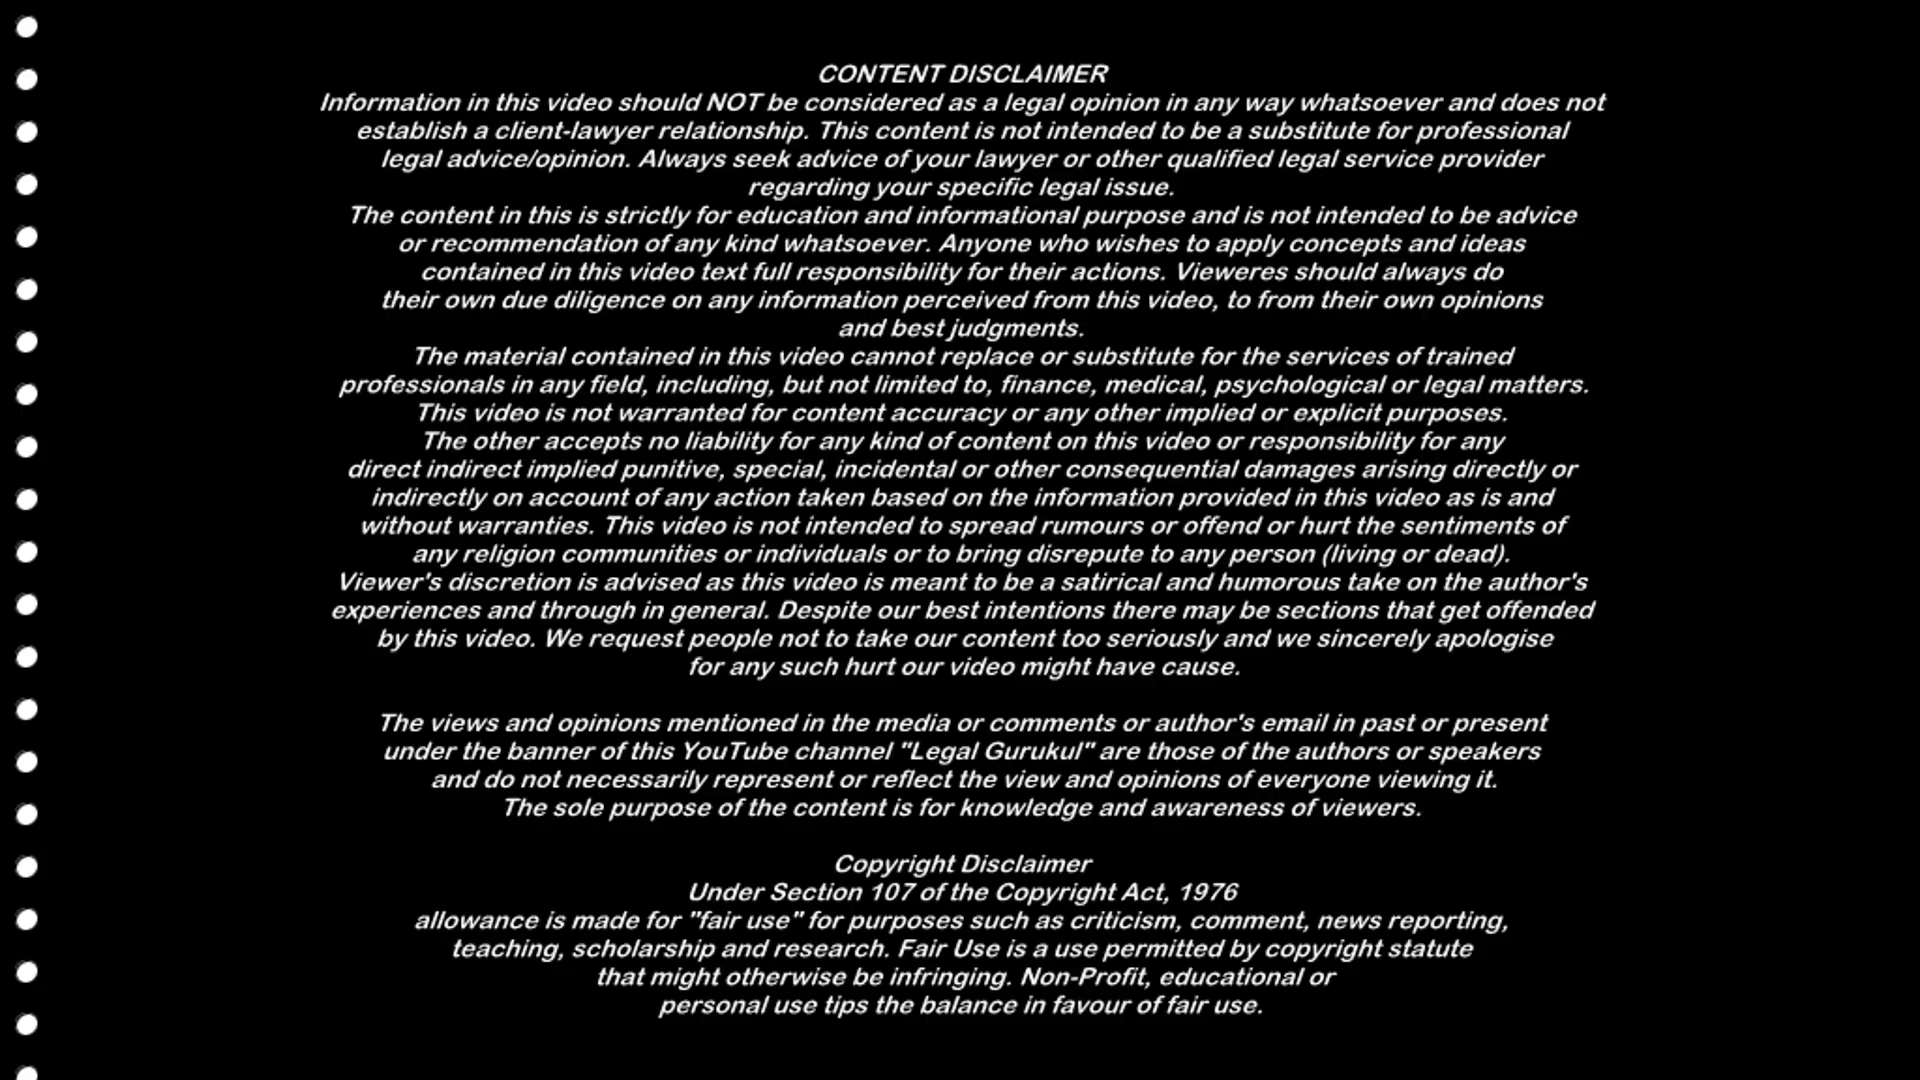 CONTENT DISCLAIMER
Information in this video should NOT be considered as a legal opinion in any way whatsoever and does not
establish a client-lawyer relationship. This content is not intended to be a substitute for professional
legal advice/opinion. Always seek advice of your lawyer or other qualified legal service provider
regarding your specific legal issue.
The content in this is strictly for education and informational purpose and is not intended to be advice
or recommendation of any kind whatsoever. Anyone who wishes to apply concepts and ideas
contained in this video text full responsibility for their actions. Vieweres should always do
their own due diligence on any information perceived from this video, to from their own opinions
and best judgments.
The material contained in this video cannot replace or substitute for the services of trained
professionals in any field, including, but not limited to, finance, medical, psychological or legal matters.
This video is not warranted for content accuracy or any other implied or explicit purposes.
The other accepts no liability for any kind of content on this video or responsibility for any
direct indirect implied punitive, special, incidental or other consequential damages arising directly or
indirectly on account of any action taken based on the information provided in this video as is and
without warranties. This video is not intended to spread rumours or offend or hurt the sentiments of
any religion communities or individuals or to bring disrepute to any person (living or dead).
Viewer's discretion is advised as this video is meant to be a satirical and humorous take on the author's
experiences and through in general. Despite our best intentions there may be sections that get offended
by this video. We request people not to take our content too seriously and we sincerely apologise
for any such hurt our video might have cause.
The views and opinions mentioned in the media or comments or author's email in past or present
under the banner of this YouTube channel "Legal Gurukul" are those of the authors or speakers
and do not necessarily represent or reflect the view and opinions of everyone viewing it.
The sole purpose of the content is for knowledge and awareness of viewers.
Copyright Disclaimer
Under Section 107 of the Copyright Act, 1976
allowance is made for "fair use" for purposes such as criticism, comment, news reporting,
teaching, scholarship and research. Fair Use is a use permitted by copyright statute
that might otherwise be infringing. Non-Profit, educational or
personal use tips the balance in favour of fair use.